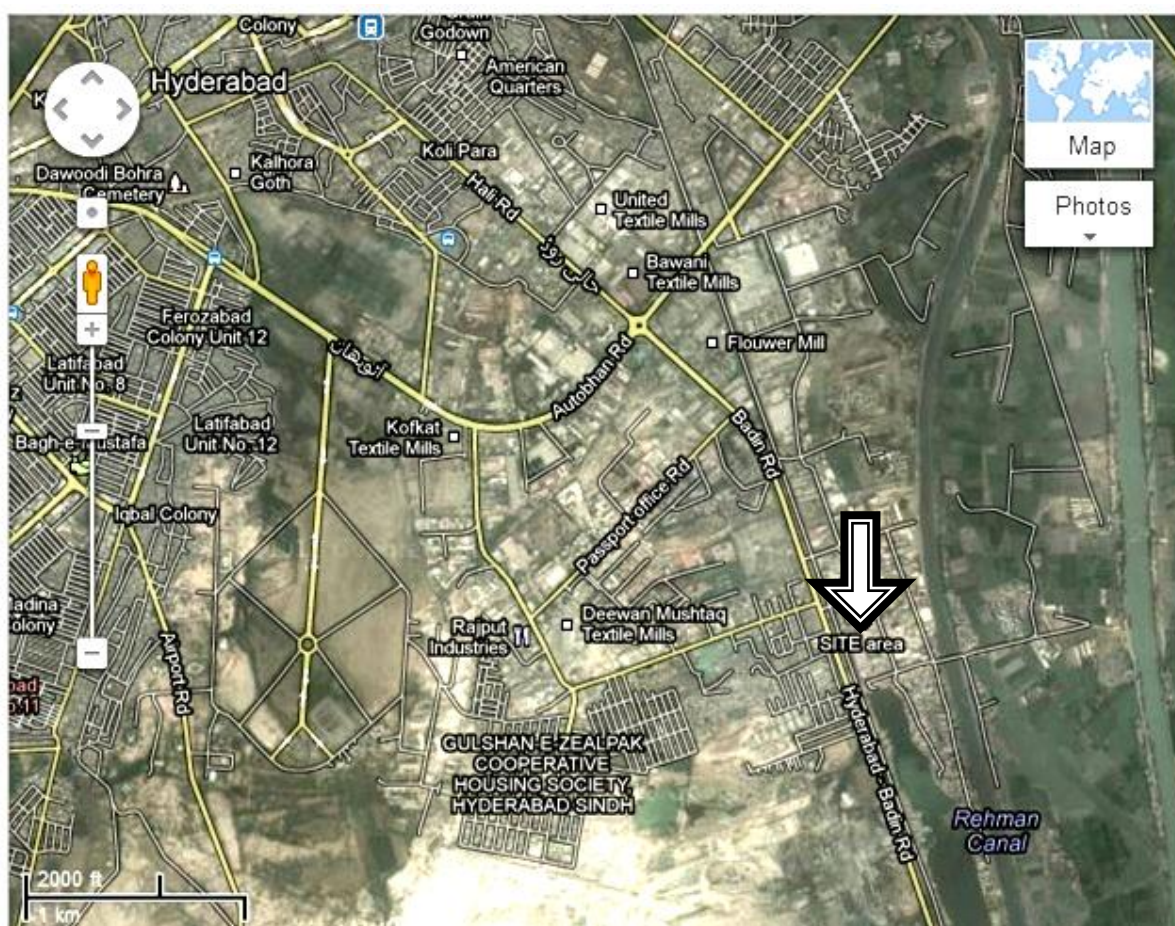 Colony
Godown
American
Quarters
Hyderabad
Map
Photos
Koli Para
Kalhora
Goth
Dawoodi Bohra
Cemetery
Hali Rd
United
Textile Mills
حالی روڈ
Bawani
Textile Mills
Ferozabad
Colony Unit 12
Flouwer Mill
Latifabad
Unit No. 8
آٹوبھان
Autobhan Rd
Latifabad
Unit No. 12
Kofkat
Textile Mills
Bagh-e-Mustafa
Badin Rd
Passport office Rd
Iqbal Colony
Deewan Mushtaq
Textile Mills
Rajput
Industries
SITE area
Airport Rd
Hyderabad - Badin Rd
GULSHAN E ZEALPAK
COOPERATIVE
HOUSING SOCIETY,
HYDERABAD SINDH
Rehman
Canal
2000 ft
1 km